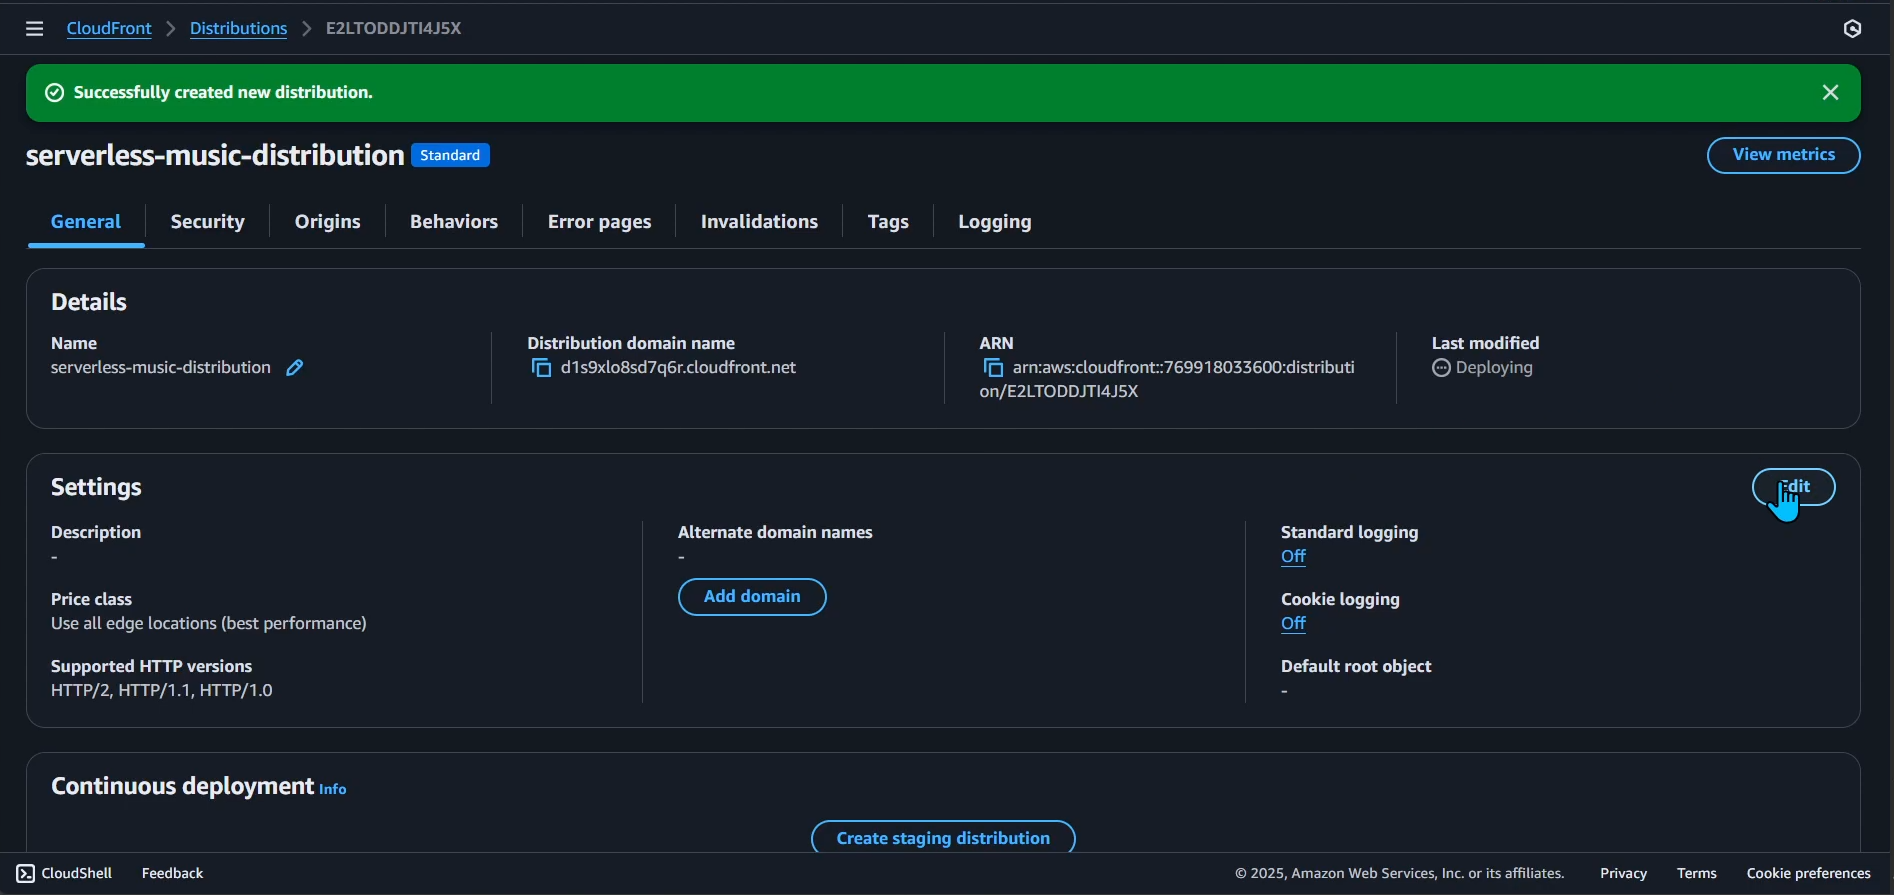 CloudFront > Distributions > E2LTODDJTI4J5X
Successfully created new distribution.
serverless-music-distribution Standard
View metrics
General Security Origins Behaviors Error pages Invalidations Tags Logging
Details
Name
serverless-music-distribution
Distribution domain name
d1s9xlo8sd7q6r.cloudfront.net
ARN
arn:aws:cloudfront::769918033600:distributi
on/E2LTODDJTI4J5X
Last modified
Deploying
Settings
Edit
Description
-
Price class
Use all edge locations (best performance)
Supported HTTP versions
HTTP/2, HTTP/1.1, HTTP/1.0
Alternate domain names
-
Add domain
Standard logging
Off
Cookie logging
Off
Default root object
-
Continuous deployment Info
Create staging distribution
CloudShell Feedback
© 2025, Amazon Web Services, Inc. or its affiliates. Privacy Terms Cookie preferences